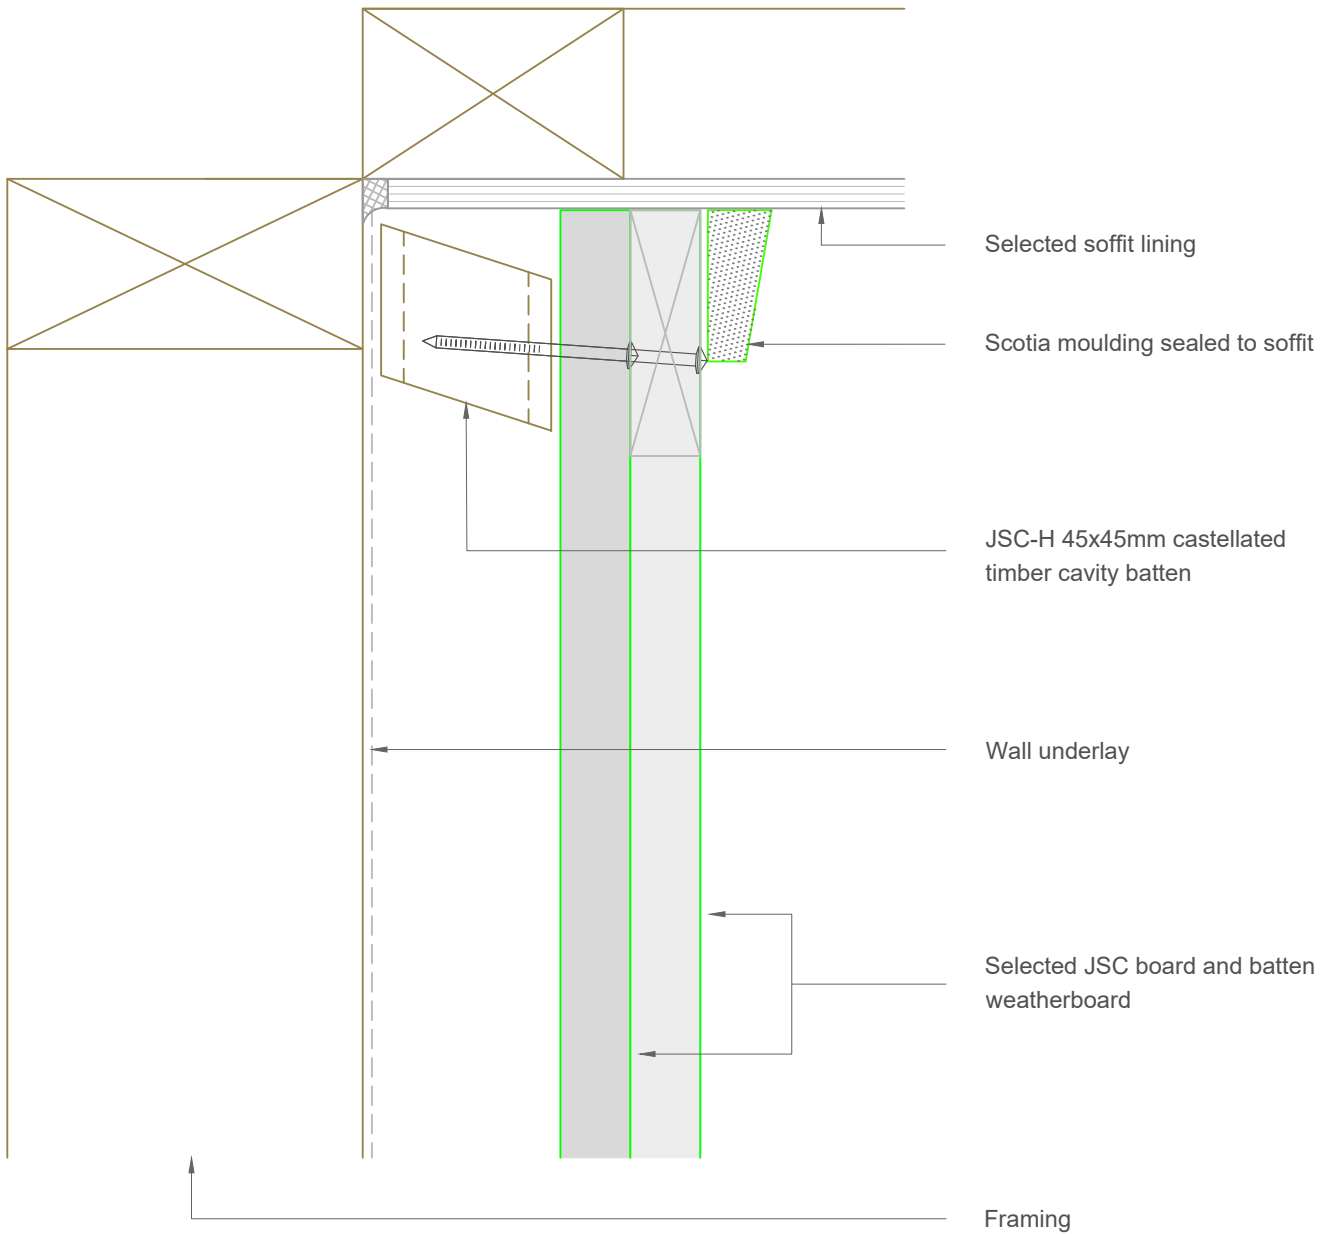 Selected soffit lining
Scotia moulding sealed to soffit
JSC-H 45x45mm castellated
timber cavity batten
Wall underlay
Selected JSC board and batten
weatherboard
Framing